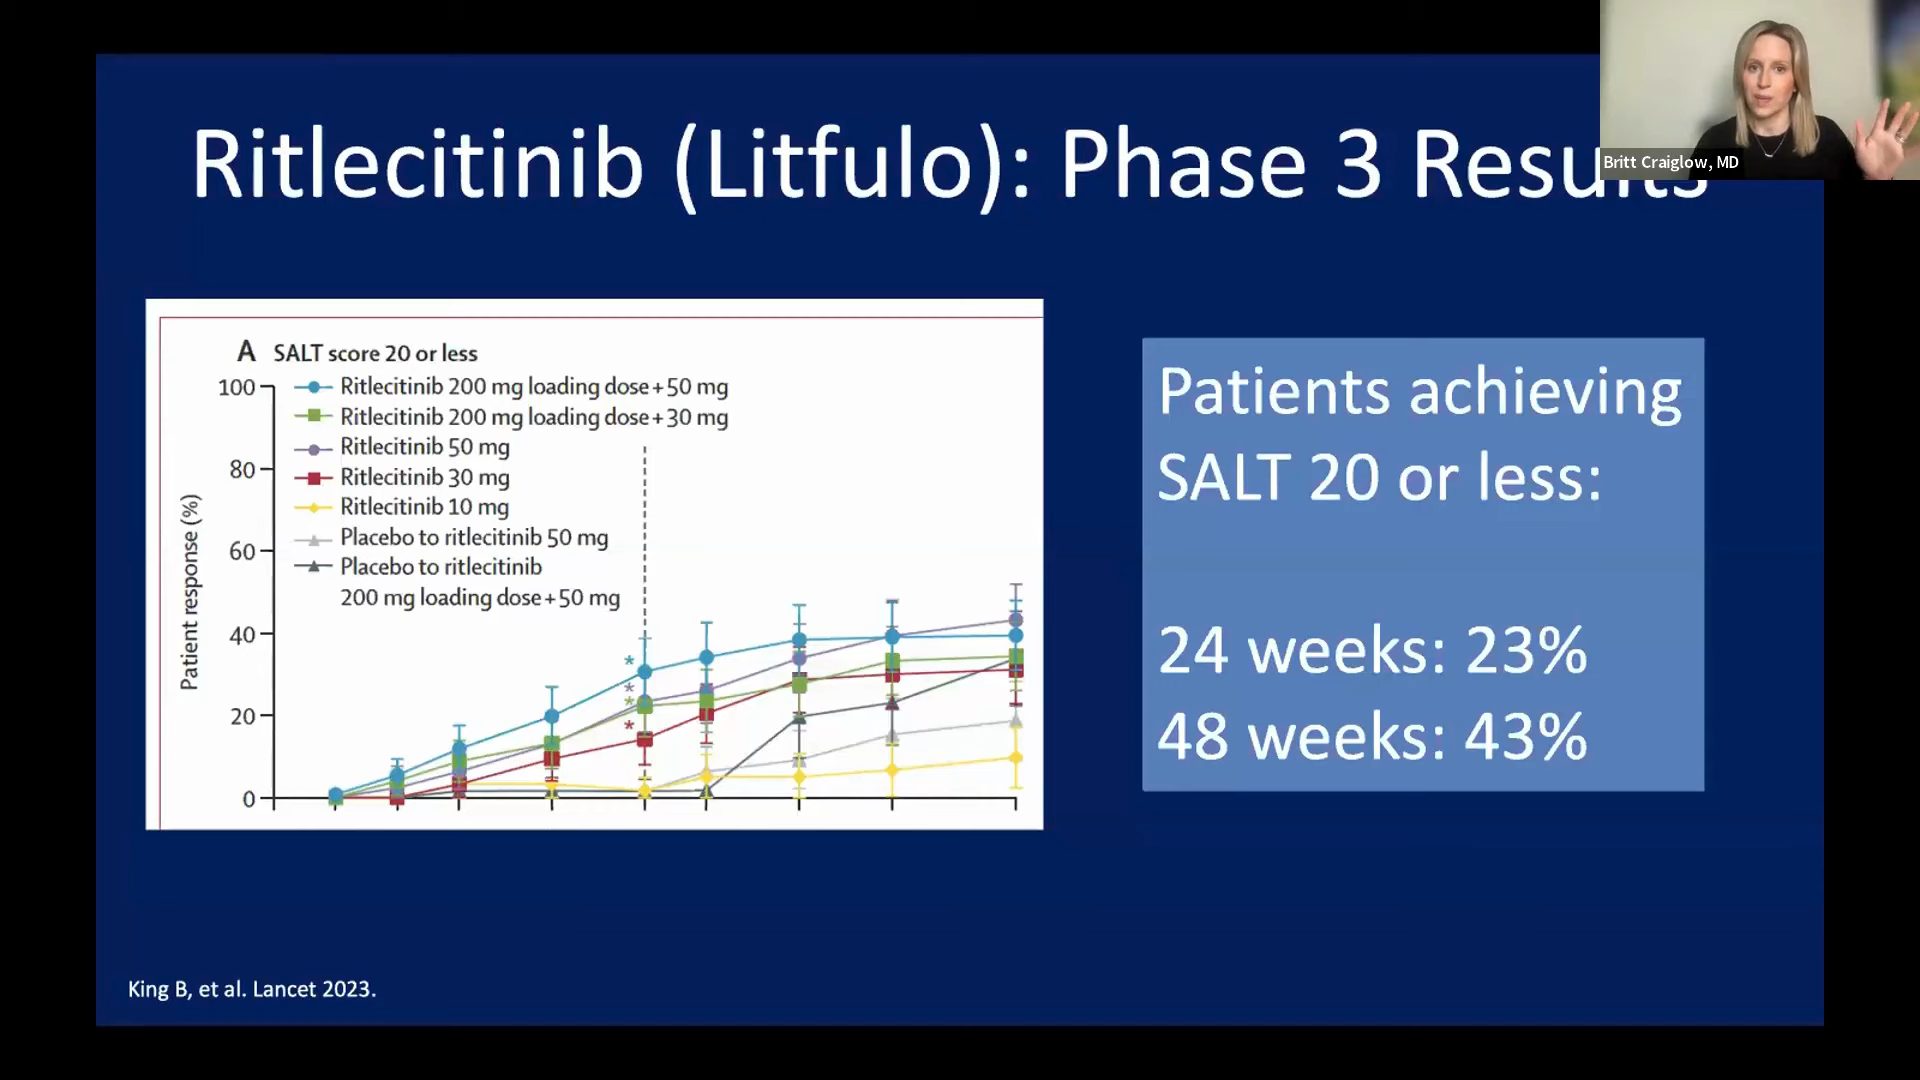 Ritlecitinib (Litfulo): Phase 3 Results
Britt Craiglow, MD
A SALT score 20 or less
Ritlecitinib 200 mg loading dose+50 mg
Ritlecitinib 200 mg loading dose+30 mg
Ritlecitinib 50 mg
Ritlecitinib 30 mg
Ritlecitinib 10 mg
Placebo to ritlecitinib 50 mg
Placebo to ritlecitinib
200 mg loading dose+50 mg
Patient response (%)
100
80
60
40
20
0
* 
*
*
*
Patients achieving
SALT 20 or less:
24 weeks: 23%
48 weeks: 43%
King B, et al. Lancet 2023.